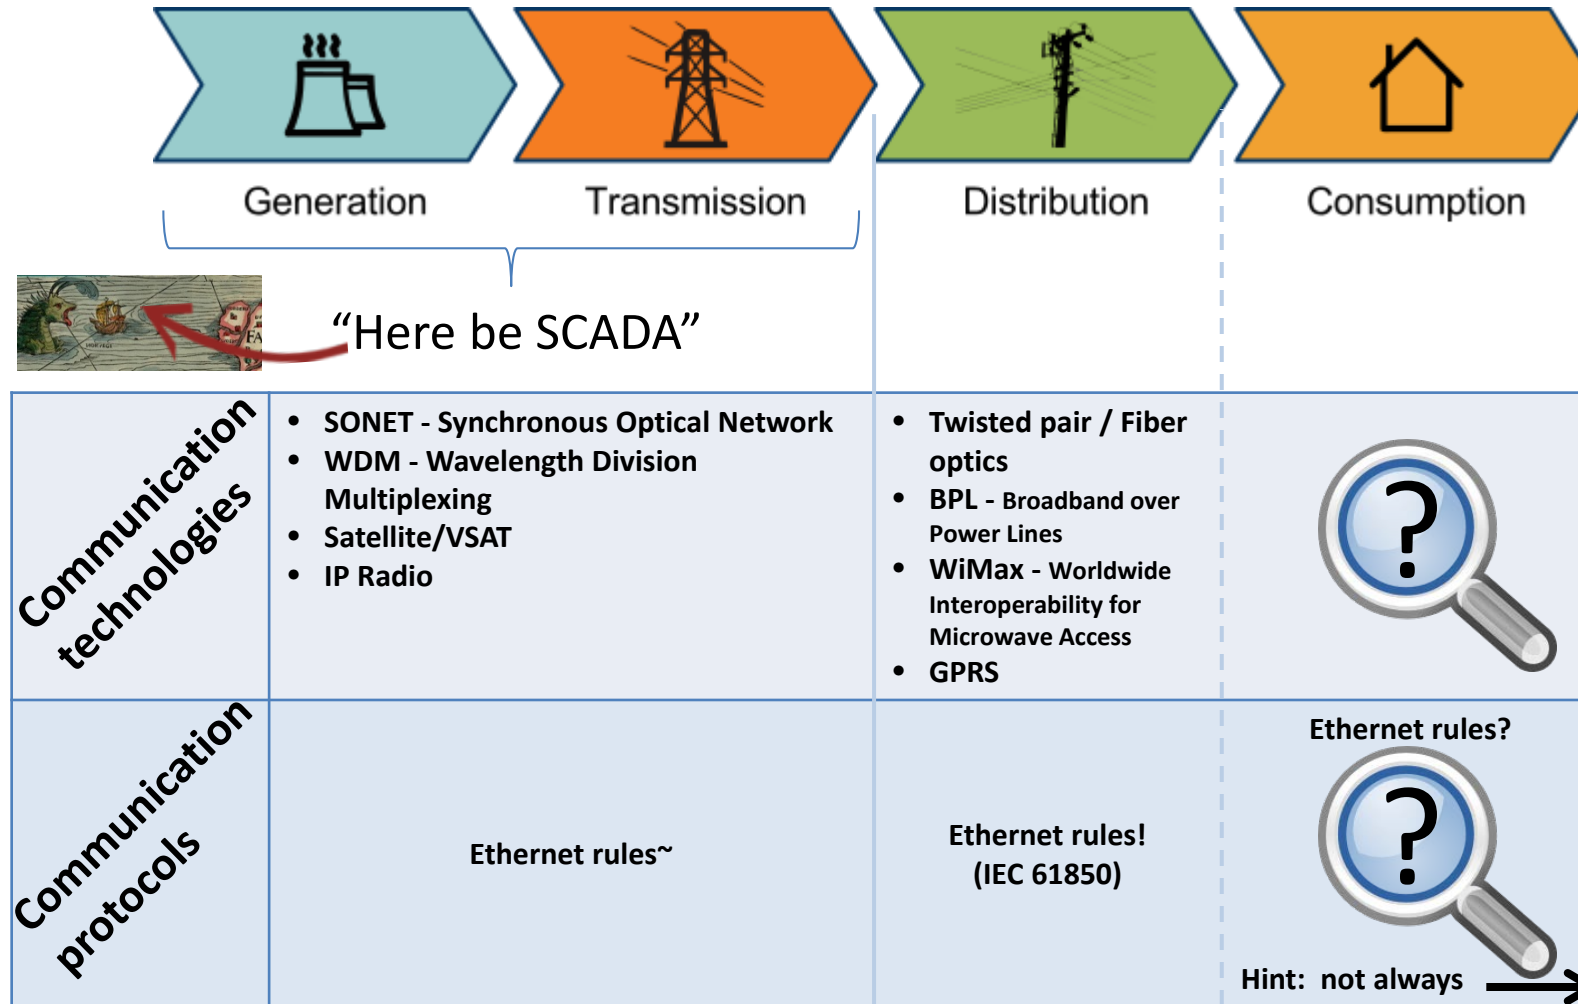 Generation
Transmission
Distribution
Consumption
“Here be SCADA”
FA
Communication
technologies
• SONET - Synchronous Optical Network
• WDM - Wavelength Division
Multiplexing
• Satellite/VSAT
• IP Radio
• Twisted pair / Fiber
optics
• BPL - Broadband over
Power Lines
• WiMax - Worldwide
Interoperability for
Microwave Access
• GPRS
?
Communication
protocols
Ethernet rules~
Ethernet rules!
(IEC 61850)
Ethernet rules?
?
Hint: not always